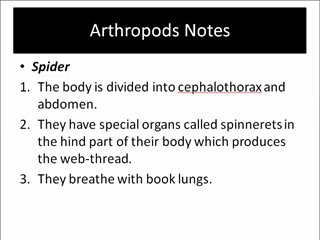 Arthropods Notes
• Spider
1. The body is divided into cephalothorax and
abdomen.
2. They have special organs called spinnerets in
the hind part of their body which produces
the web-thread.
3. They breathe with book lungs.